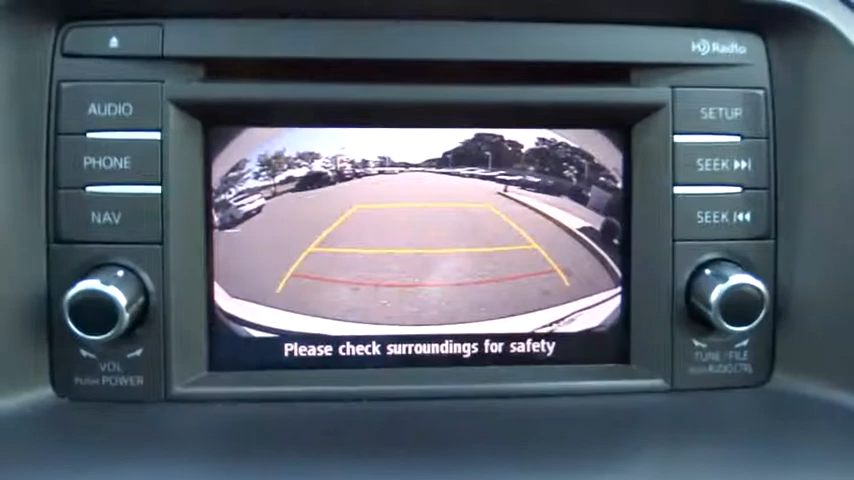 HD Radio
AUDIO
PHONE
NAV
SETUP
SEEK
SEEK
Please check surroundings for safety
VOL
PUSH POWER
TUNE / FILE
PUSH AUDIO CTRL